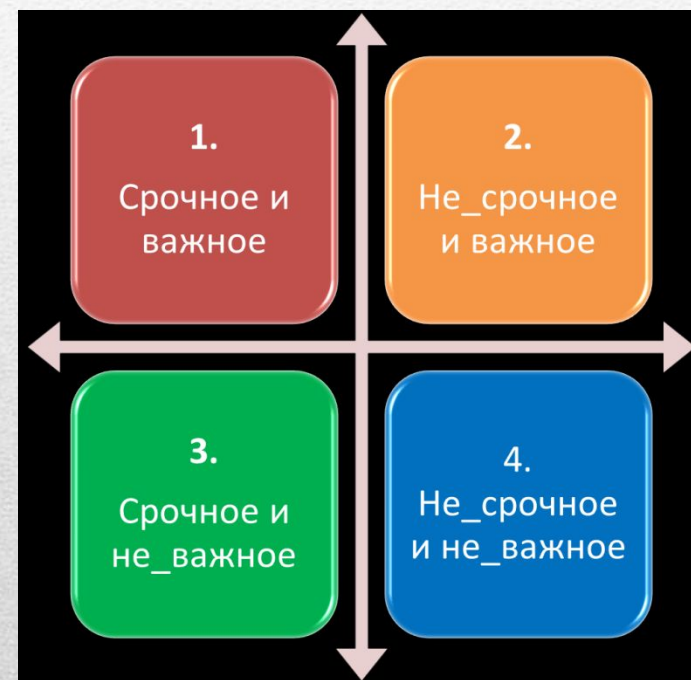 1.
Срочное и
важное
2.
Не_срочное
и важное
3.
Срочное и
не_важное
4.
Не_срочное
и не_важное